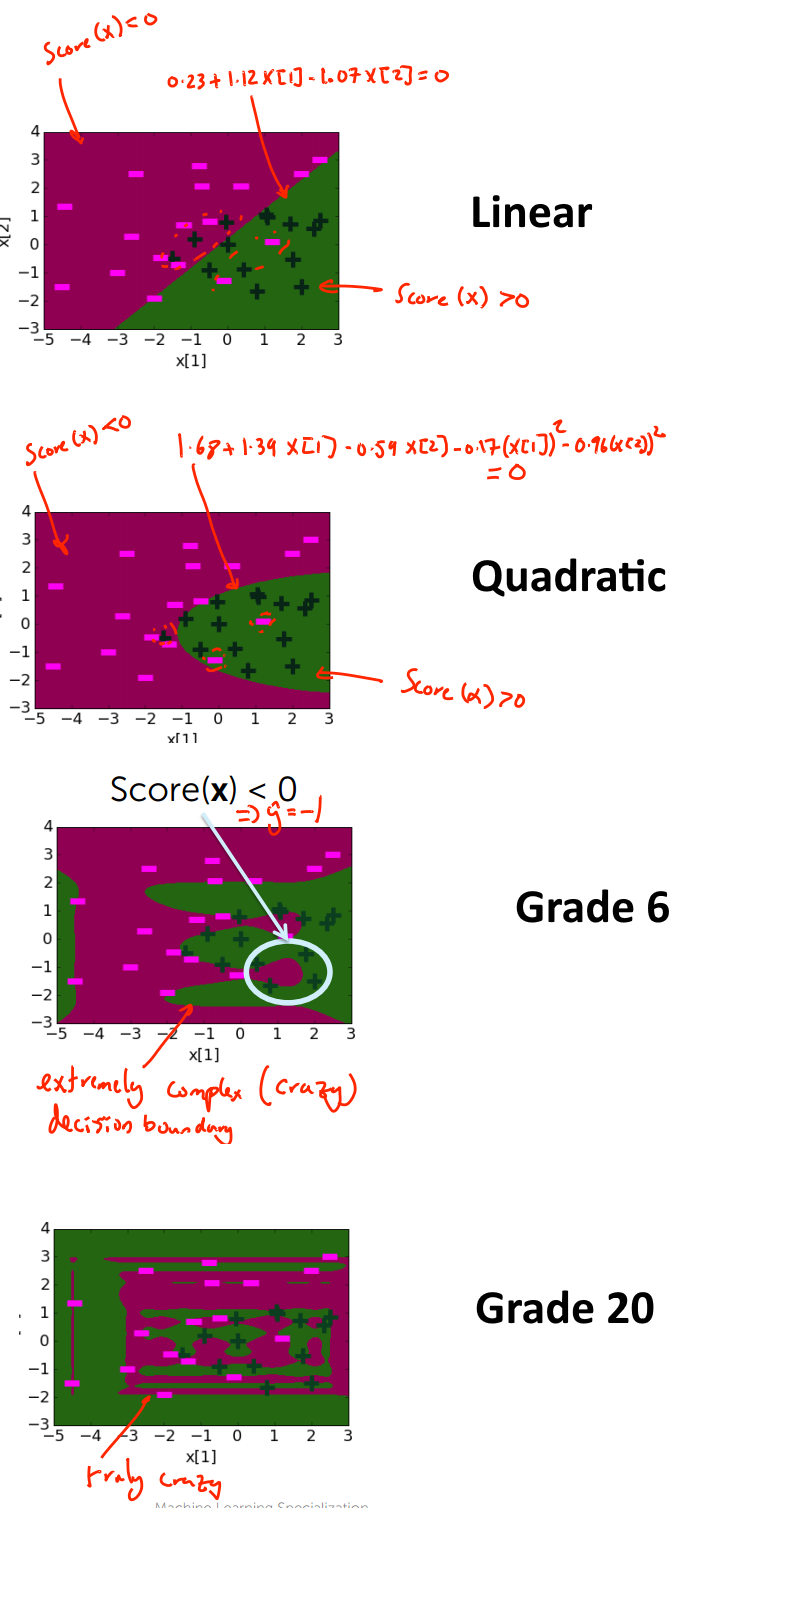 Score(x) < 0
0.23 + 1.12 x[1] - 1.07 x[2] = 0
4
3
2
1
0
−1
−2
−3
x[2]
−5 −4 −3 −2 −1 0 1 2 3
x[1]
Linear
Score(x) > 0
Score(x) < 0
1.68 + 1.39 x[1] - 0.59 x[2] - 0.17(x[1])² - 0.96(x[2])²
= 0
4
3
2
1
0
−1
−2
−3
−5 −4 −3 −2 −1 0 1 2 3
x[1]
Quadratic
Score(x) > 0
Score(x) < 0
=> ŷ = -1
4
3
2
1
0
−1
−2
−3
−5 −4 −3 −2 −1 0 1 2 3
x[1]
Grade 6
extremely complex (crazy)
decision boundary
4
3
2
1
0
−1
−2
−3
−5 −4 −3 −2 −1 0 1 2 3
x[1]
Grade 20
truly crazy
Machine Learning Specialization